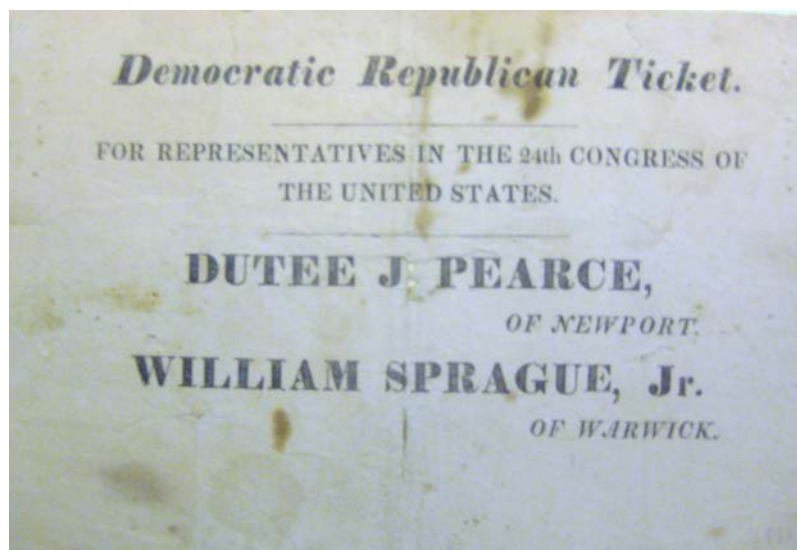 Democratic Republican Ticket.
FOR REPRESENTATIVES IN THE 24th CONGRESS OF
THE UNITED STATES.
DUTEE J. PEARCE,
OF NEWPORT.
WILLIAM SPRAGUE, Jr.
OF WARWICK.